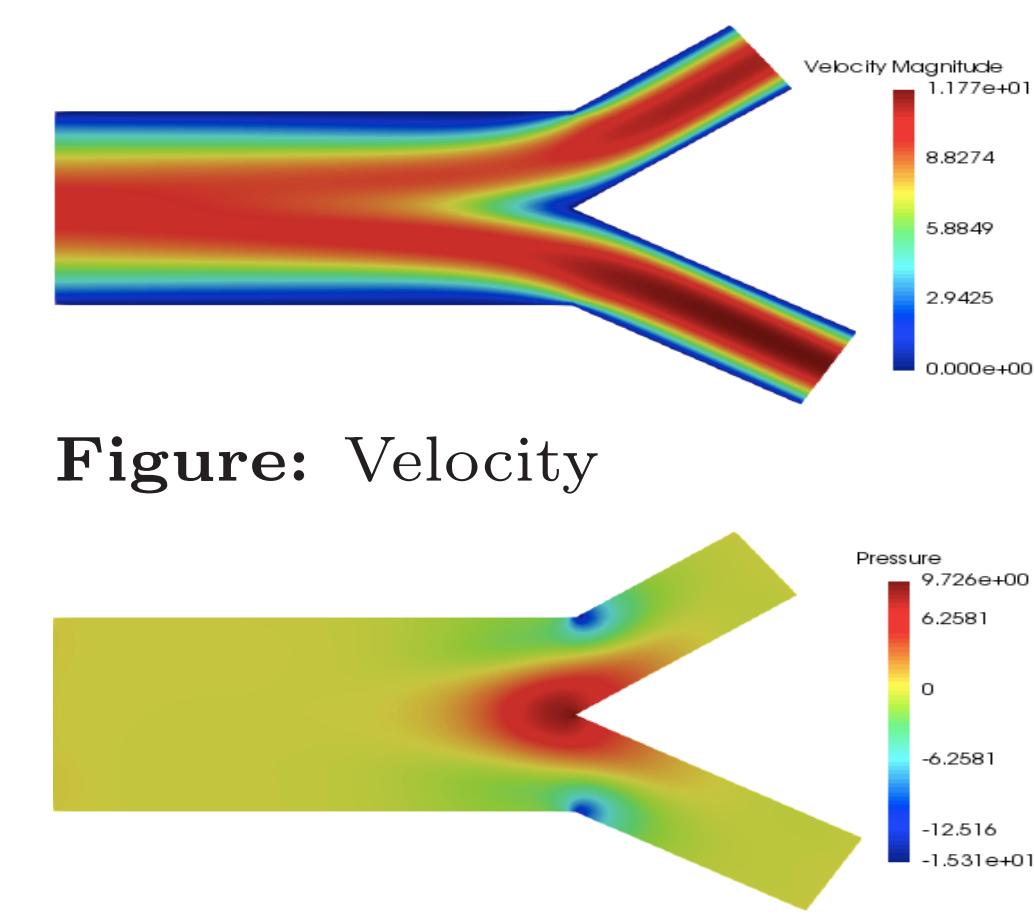 Velocity Magnitude
1.177e+01
8.8274
5.8849
2.9425
0.000e+00
Figure: Velocity
Pressure
9.726e+00
6.2581
0
-6.2581
-12.516
-1.531e+01